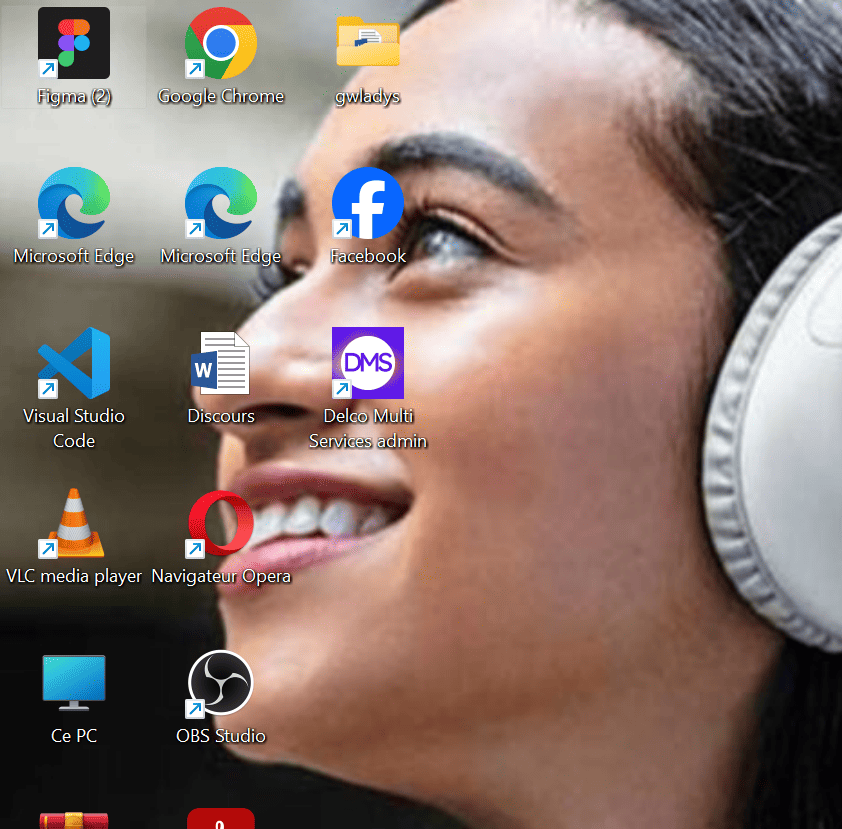 Figma (2)
Google Chrome
gwladys
Microsoft Edge
Microsoft Edge
Facebook
Visual Studio
Code
W
Discours
DMS
Delco Multi
Services admin
VLC media player
Navigateur Opera
Ce PC
OBS Studio